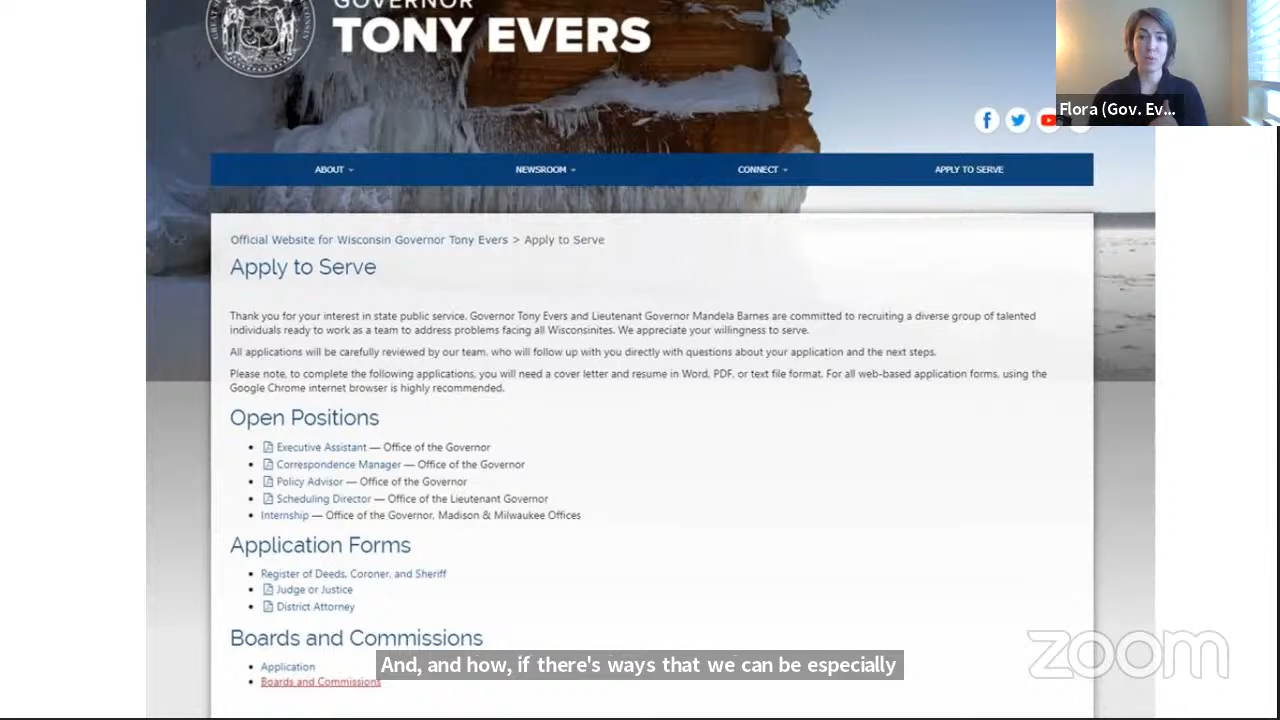 GOVERNOR
TONY EVERS
Flora (Gov. Ev...
ABOUT
NEWSROOM
CONNECT
APPLY TO SERVE
Official Website for Wisconsin Governor Tony Evers > Apply to Serve
Apply to Serve
Thank you for your interest in state public service. Governor Tony Evers and Lieutenant Governor Mandela Barnes are committed to recruiting a diverse group of talented
individuals ready to work as a team to address problems facing all Wisconsinites. We appreciate your willingness to serve.
All applications will be carefully reviewed by our team, who will follow up with you directly with questions about your application and the next steps.
Please note, to complete the following applications, you will need a cover letter and resume in Word, PDF, or text file format. For all web-based application forms, using the
Google Chrome internet browser is highly recommended.
Open Positions
Executive Assistant — Office of the Governor
Correspondence Manager — Office of the Governor
Policy Advisor — Office of the Governor
Scheduling Director — Office of the Lieutenant Governor
Internship — Office of the Governor, Madison & Milwaukee Offices
Application Forms
Register of Deeds, Coroner, and Sheriff
Judge or Justice
District Attorney
Boards and Commissions
Application
Boards and Commissions
And, and how, if there's ways that we can be especially
zoom